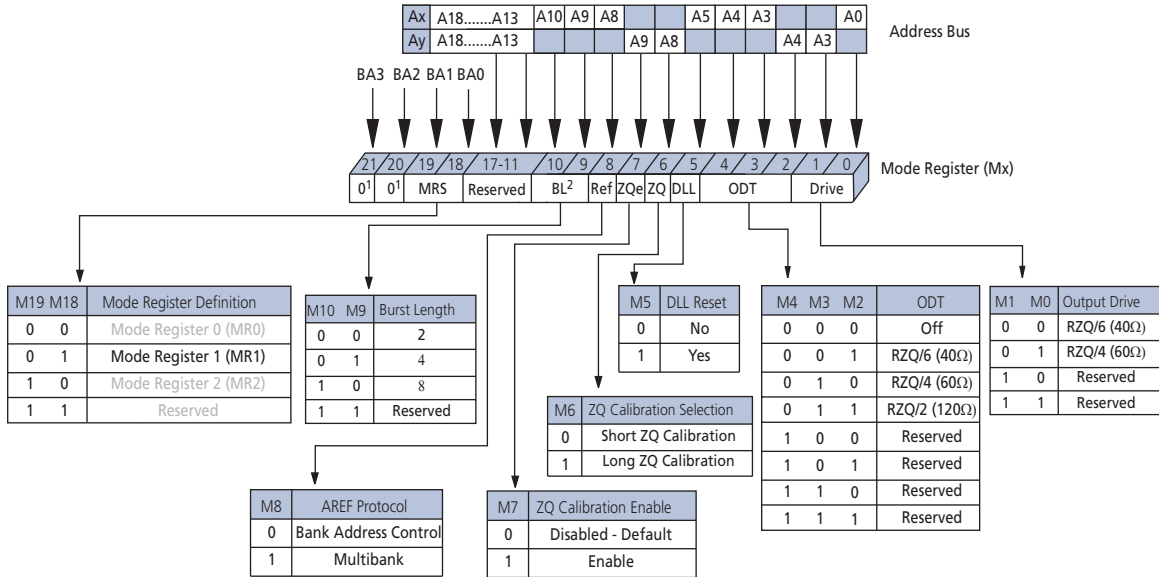 Ax A18.......A13 A10 A9 A8 A5 A4 A3 A0
Ay A18.......A13 A9 A8 A4 A3
Address Bus
BA3 BA2 BA1 BA0
21 20 19 18 17-11 10 9 8 7 6 5 4 3 2 1 0
Mode Register (Mx)
0¹ 0¹ MRS Reserved BL² Ref ZQe ZQ DLL ODT Drive
M19 M18 Mode Register Definition
0 0 Mode Register 0 (MR0)
0 1 Mode Register 1 (MR1)
1 0 Mode Register 2 (MR2)
1 1 Reserved
M10 M9 Burst Length
0 0 2
0 1 4
1 0 8
1 1 Reserved
M5 DLL Reset
0 No
1 Yes
M4 M3 M2 ODT
0 0 0 Off
0 0 1 RZQ/6 (40Ω)
0 1 0 RZQ/4 (60Ω)
0 1 1 RZQ/2 (120Ω)
1 0 0 Reserved
1 0 1 Reserved
1 1 0 Reserved
1 1 1 Reserved
M1 M0 Output Drive
0 0 RZQ/6 (40Ω)
0 1 RZQ/4 (60Ω)
1 0 Reserved
1 1 Reserved
M6 ZQ Calibration Selection
0 Short ZQ Calibration
1 Long ZQ Calibration
M8 AREF Protocol
0 Bank Address Control
1 Multibank
M7 ZQ Calibration Enable
0 Disabled - Default
1 Enable